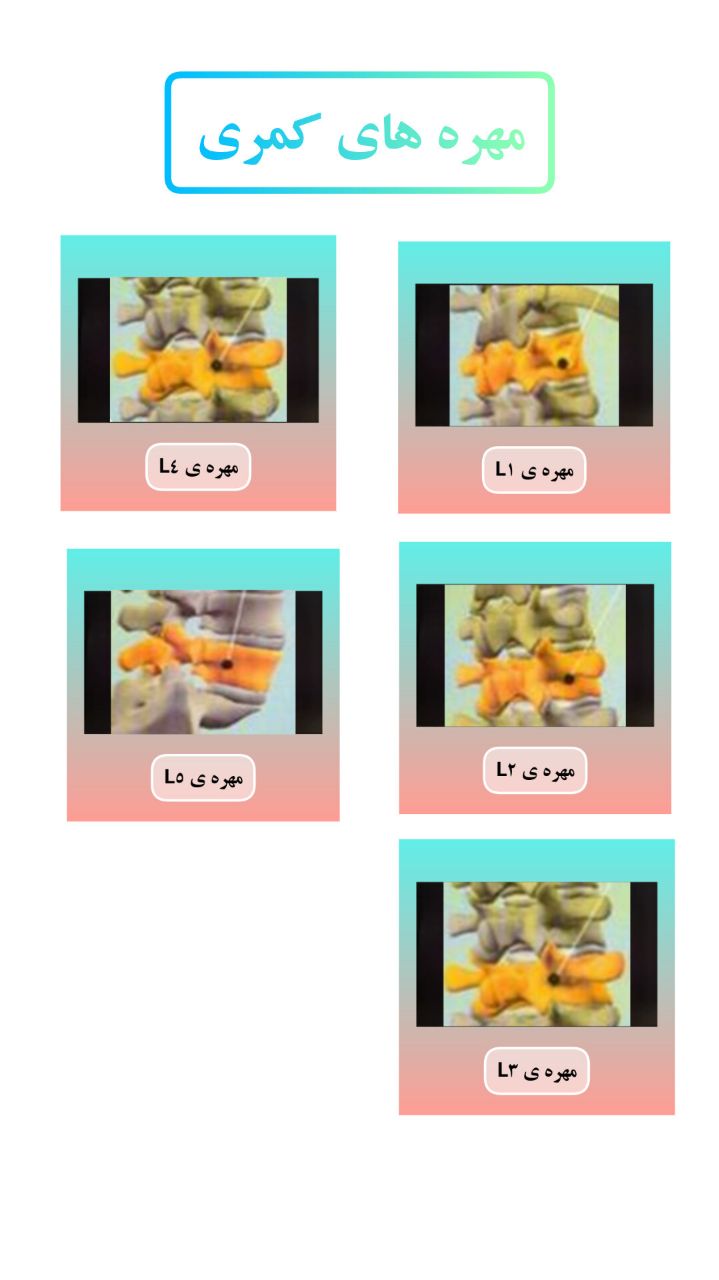 مهره های کمری
مهره ی L۱
مهره ی L۲
مهره ی L۳
مهره ی L٤
مهره ی L٥